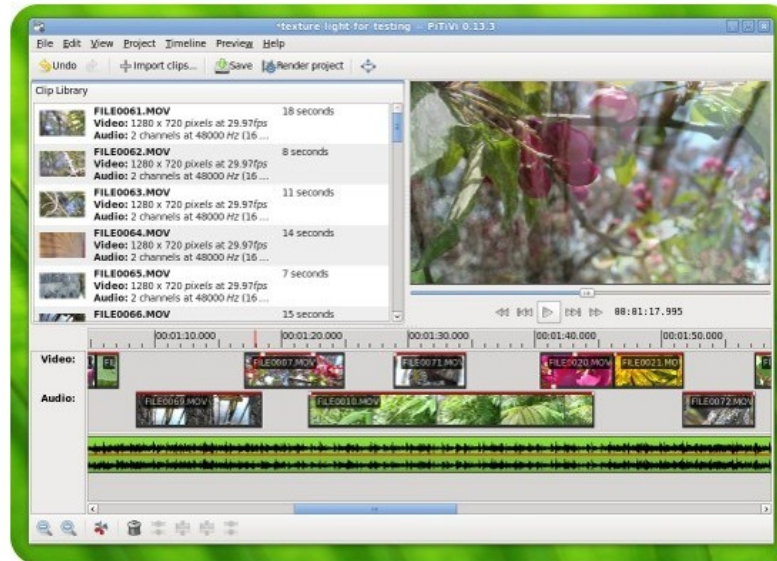 *texture-light-for-testing — PiTiVi 0.13.3
File Edit View Project Timeline Preview Help
Undo Import clips... Save Render project
Clip Library
FILE0061.MOV 18 seconds
Video: 1280 x 720 pixels at 29.97fps
Audio: 2 channels at 48000 Hz (16 ...
FILE0062.MOV 8 seconds
Video: 1280 x 720 pixels at 29.97fps
Audio: 2 channels at 48000 Hz (16 ...
FILE0063.MOV 11 seconds
Video: 1280 x 720 pixels at 29.97fps
Audio: 2 channels at 48000 Hz (16 ...
FILE0064.MOV 14 seconds
Video: 1280 x 720 pixels at 29.97fps
Audio: 2 channels at 48000 Hz (16 ...
FILE0065.MOV 7 seconds
Video: 1280 x 720 pixels at 29.97fps
Audio: 2 channels at 48000 Hz (16 ...
FILE0066.MOV 15 seconds
00:01:17.995
00:01:10.000 00:01:20.000 00:01:30.000 00:01:40.000 00:01:50.000
Video: FILE0007.MOV FILE0071.MOV FILE0020.MOV FILE0021.MO
Audio: FILE0069.MOV FILE0010.MOV FILE0072.MOV